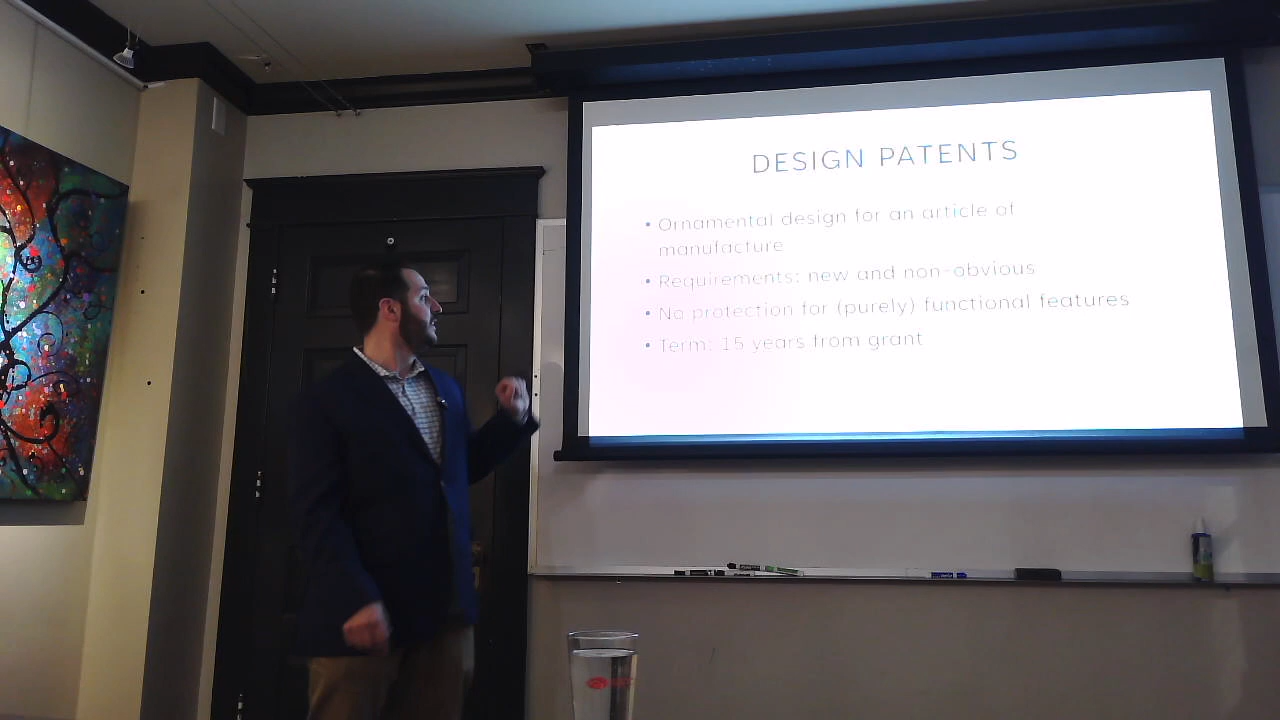 DESIGN PATENTS
• Ornamental design for an article of
manufacture
• Requirements: new and non-obvious
• No protection for (purely) functional features
• Term: 15 years from grant